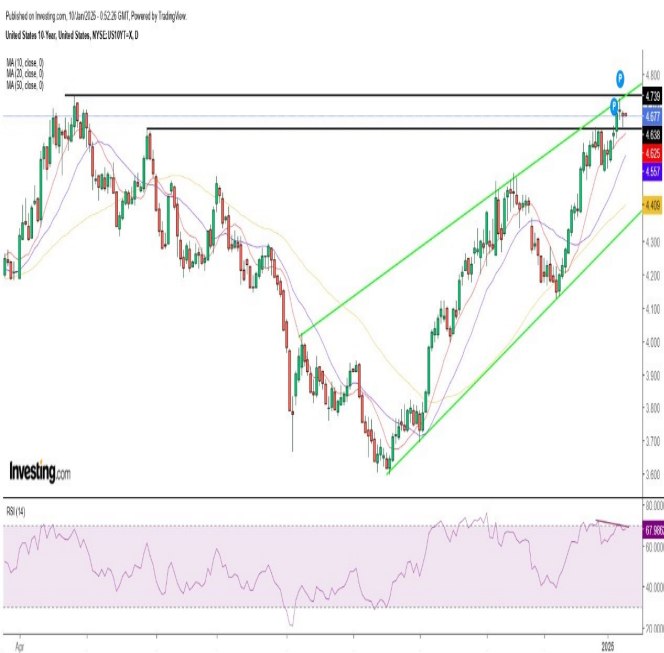 Published on Investing.com, 10/Jan/2025 - 0:52:26 GMT, Powered by TradingView.
United States 10-Year, United States, NYSE:US10YT=X, D
MA (10, close, 0)
MA (20, close, 0)
MA (50, close, 0)
P
P
4.800
4.739
4.677
4.638
4.625
4.557
4.409
4.300
4.200
4.100
4.000
3.900
3.800
3.700
3.600
Investing.com
RSI (14)
80.0000
67.986
60.0000
40.0000
20.0000
Apr
2025